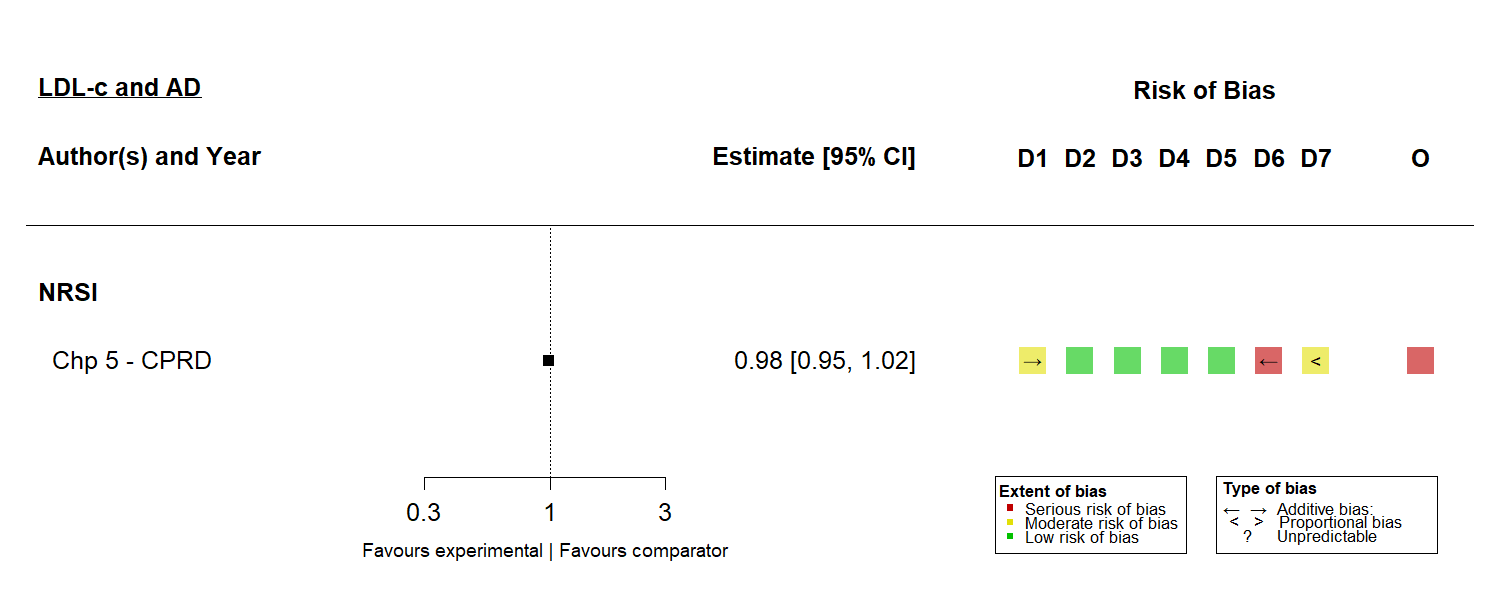 LDL-c and AD
Risk of Bias
Author(s) and Year
Estimate [95% CI]
D1 D2 D3 D4 D5 D6 D7 O
NRSI
Chp 5 - CPRD
0.98 [0.95, 1.02]
→ ← <
0.3 1 3
Favours experimental | Favours comparator
Extent of bias
Serious risk of bias
Moderate risk of bias
Low risk of bias
Type of bias
← → Additive bias:
< > Proportional bias
? Unpredictable